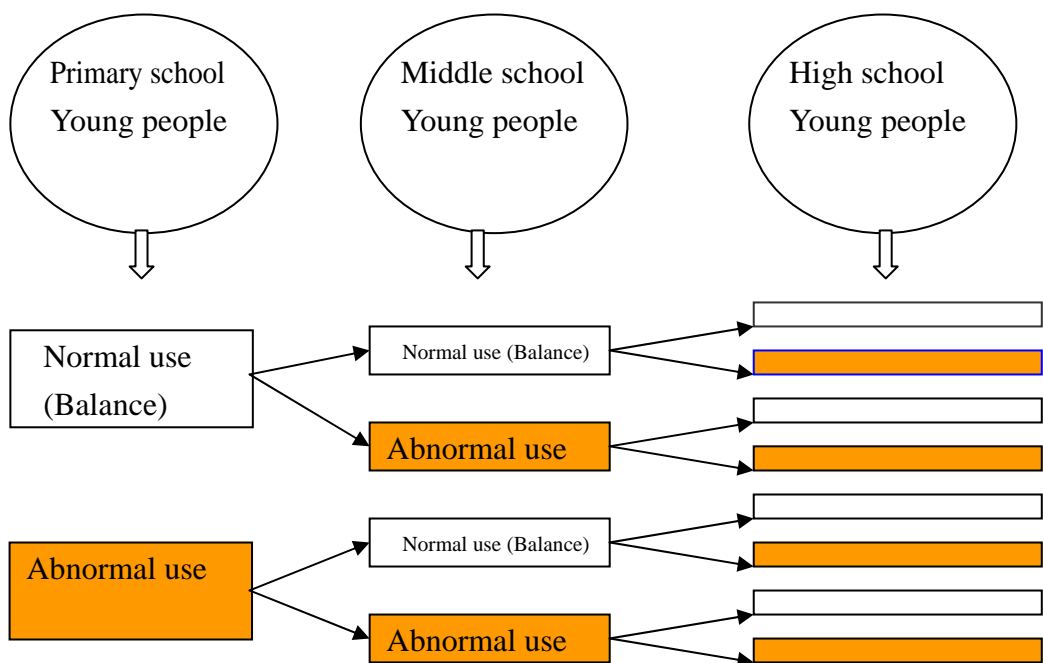 Primary school
Young people
Middle school
Young people
High school
Young people
Normal use
(Balance)
Normal use (Balance)
Abnormal use
Abnormal use
Normal use (Balance)
Abnormal use